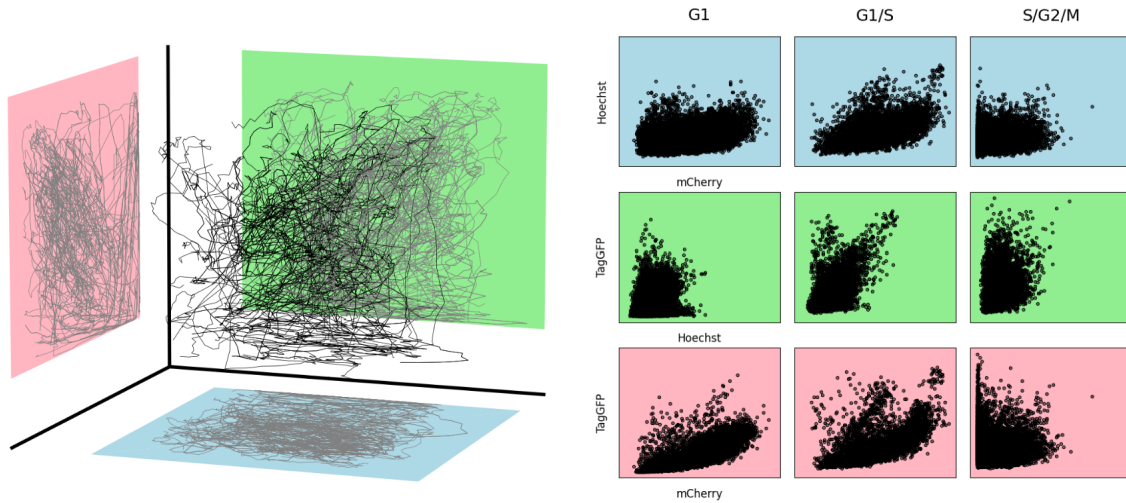 G1 G1/S S/G2/M
Hoechst
mCherry
TagGFP
Hoechst
TagGFP
mCherry